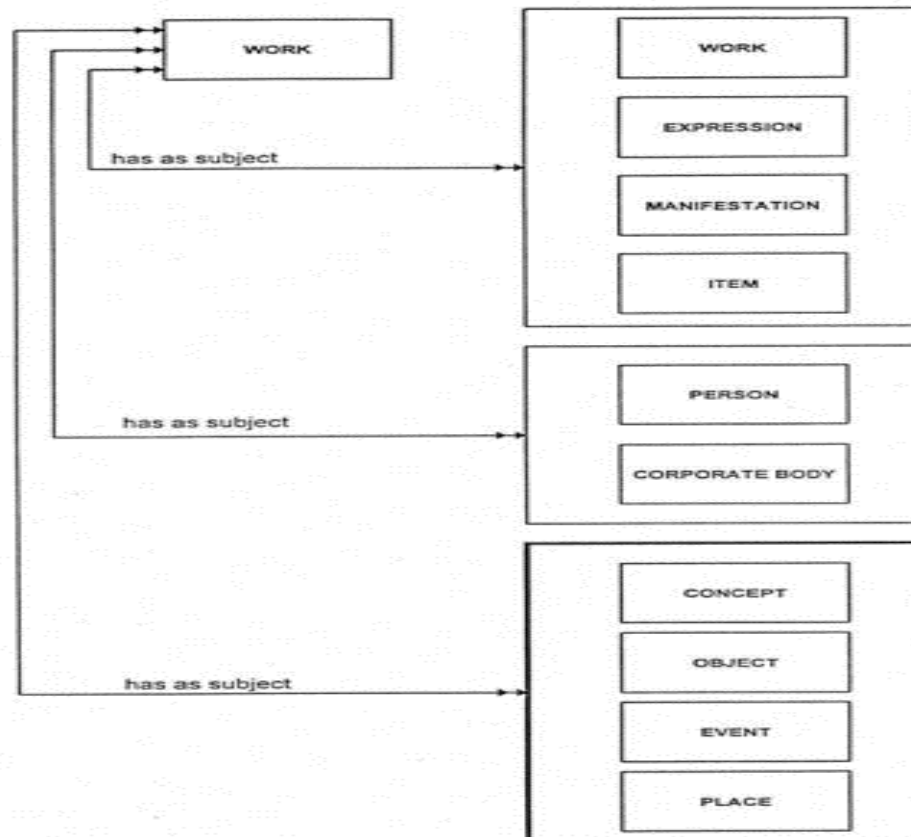 WORK
WORK
EXPRESSION
MANIFESTATION
ITEM
has as subject
PERSON
CORPORATE BODY
has as subject
CONCEPT
OBJECT
EVENT
PLACE
has as subject